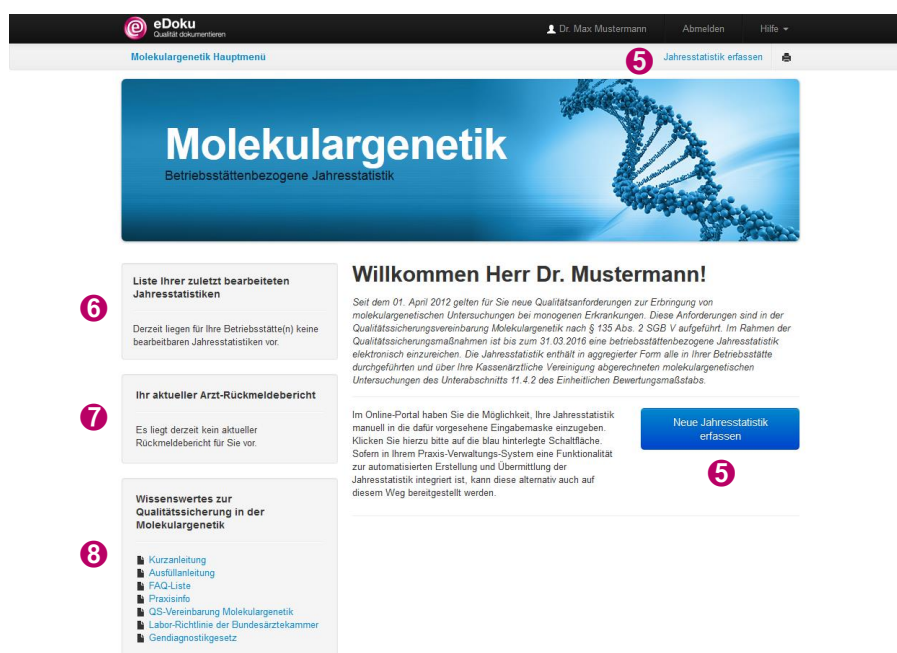 eDoku
Qualität dokumentieren
Dr. Max Mustermann Abmelden Hilfe
Molekulargenetik Hauptmenü
5 Jahresstatistik erfassen
Molekulargenetik
Betriebsstättenbezogene Jahresstatistik
6
Liste Ihrer zuletzt bearbeiteten
Jahresstatistiken
Derzeit liegen für Ihre Betriebsstätte(n) keine
bearbeitbaren Jahresstatistiken vor.
7
Ihr aktueller Arzt-Rückmeldebericht
Es liegt derzeit kein aktueller
Rückmeldebericht für Sie vor.
8
Wissenswertes zur
Qualitätssicherung in der
Molekulargenetik
Kurzanleitung
Ausfüllanleitung
FAQ-Liste
Praxisinfo
QS-Vereinbarung Molekulargenetik
Labor-Richtlinie der Bundesärztekammer
Gendiagnostikgesetz
Willkommen Herr Dr. Mustermann!
Seit dem 01. April 2012 gelten für Sie neue Qualitätsanforderungen zur Erbringung von
molekulargenetischen Untersuchungen bei monogenen Erkrankungen. Diese Anforderungen sind in der
Qualitätssicherungsvereinbarung Molekulargenetik nach § 135 Abs. 2 SGB V aufgeführt. Im Rahmen der
Qualitätssicherungsmaßnahmen ist bis zum 31.03.2016 eine betriebsstättenbezogene Jahresstatistik
elektronisch einzureichen. Die Jahresstatistik enthält in aggregierter Form alle in Ihrer Betriebsstätte
durchgeführten und über Ihre Kassenärztliche Vereinigung abgerechneten molekulargenetischen
Untersuchungen des Unterabschnitts 11.4.2 des Einheitlichen Bewertungsmaßstabs.
Im Online-Portal haben Sie die Möglichkeit, Ihre Jahresstatistik
manuell in die dafür vorgesehene Eingabemaske einzugeben.
Klicken Sie hierzu bitte auf die blau hinterlegte Schaltfläche.
Sofern in Ihrem Praxis-Verwaltungs-System eine Funktionalität
zur automatisierten Erstellung und Übermittlung der
Jahresstatistik integriert ist, kann diese alternativ auch auf
diesem Weg bereitgestellt werden.
Neue Jahresstatistik
erfassen
5